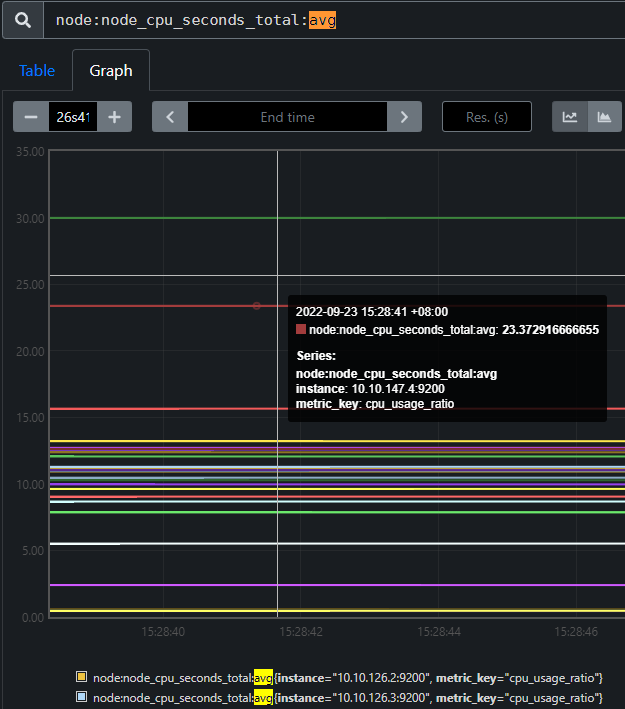 node:node_cpu_seconds_total:avg
Table Graph
26s41 End time Res. (s)
35.00
30.00
25.00
2022-09-23 15:28:41 +08:00
node:node_cpu_seconds_total:avg: 23.372916666655
20.00
Series:
node:node_cpu_seconds_total:avg
instance: 10.10.147.4:9200
metric_key: cpu_usage_ratio
15.00
10.00
5.00
0.00
15:28:40 15:28:42 15:28:44 15:28:46
node:node_cpu_seconds_total:avg{instance="10.10.126.2:9200", metric_key="cpu_usage_ratio"}
node:node_cpu_seconds_total:avg{instance="10.10.126.3:9200", metric_key="cpu_usage_ratio"}